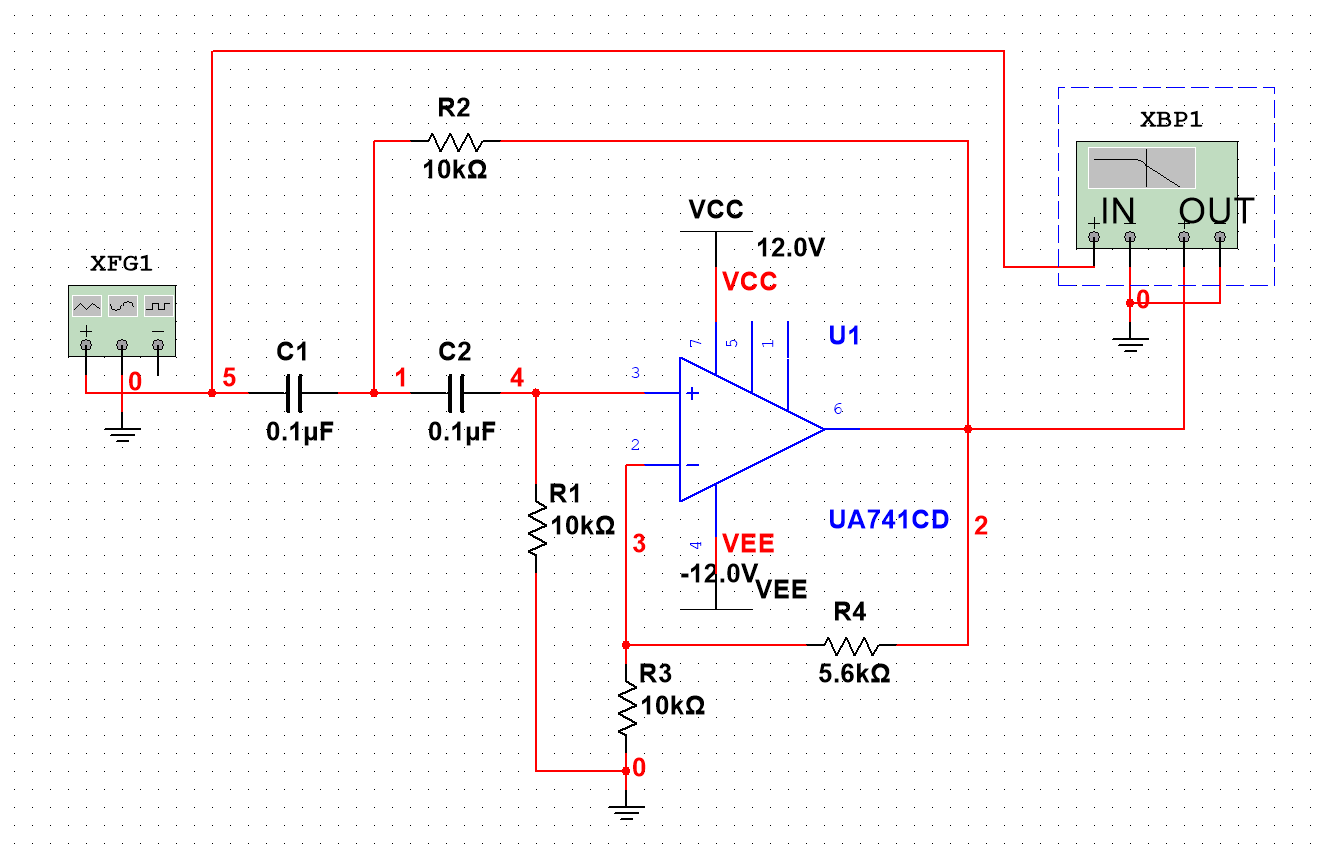 R2
10kΩ
XBP1
IN OUT
+ − + −
0
VCC
12.0V
VCC
XFG1
+ −
0
5
C1
0.1µF
1
C2
0.1µF
4
7
5
1
U1
3
+
2
−
6
UA741CD
R1
10kΩ
3
4
VEE
-12.0V
VEE
2
R4
5.6kΩ
R3
10kΩ
0